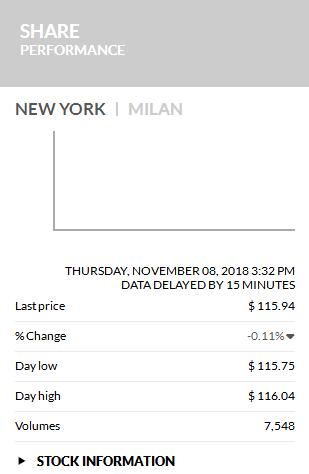 SHARE
PERFORMANCE
NEW YORK | MILAN
THURSDAY, NOVEMBER 08, 2018 3:32 PM
DATA DELAYED BY 15 MINUTES
Last price $ 115.94
% Change -0.11%
Day low $ 115.75
Day high $ 116.04
Volumes 7,548
STOCK INFORMATION